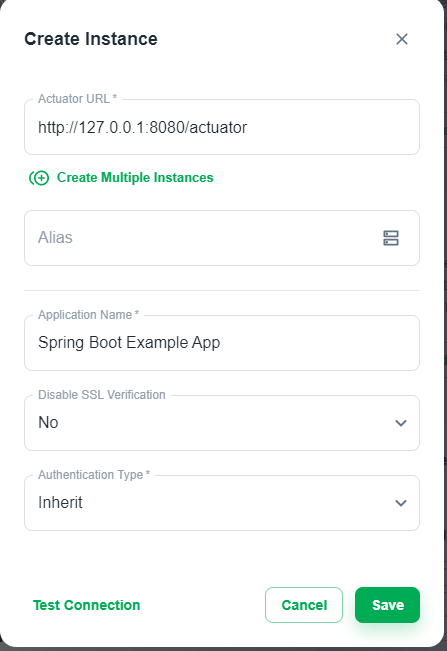 Create Instance
Actuator URL *
http://127.0.0.1:8080/actuator
Create Multiple Instances
Alias
Application Name *
Spring Boot Example App
Disable SSL Verification
No
Authentication Type *
Inherit
Test Connection
Cancel
Save